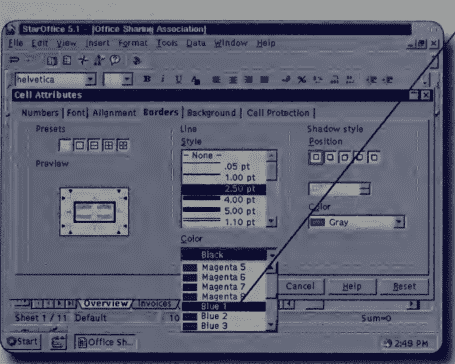 StarOffice 5.1 - [Office Sharing Association]
File Edit View Insert Format Tools Data Window Help
helvetica
B i U A
Cell Attributes
Numbers Font Alignment Borders Background Cell Protection
Presets Line Shadow style
Style Position
- None -
Preview
.05 pt
1.00 pt
2.50 pt
4.00 pt
5.00 pt
1.10 pt
Color
Gray
Color
Black
Magenta 5
Magenta 6
Magenta 7
Magenta 8
Blue 1
Blue 2
Blue 3
Cancel Help Reset
Overview Invoices
Sheet 1 / 11 Default 10 Sum=0
Start Office Sh... 2:49 PM